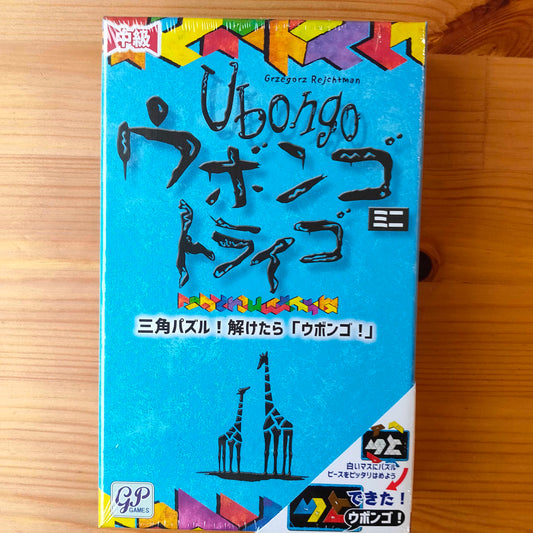 中級
Grzegorz Rejchtman
Ubongo
ウボンゴ
ミニ
トライゴ
三角パズル！解けたら「ウボンゴ！」
白いマスにパズル
ピースをピッタリはめよう
できた！
ウボンゴ！
GP
GAMES